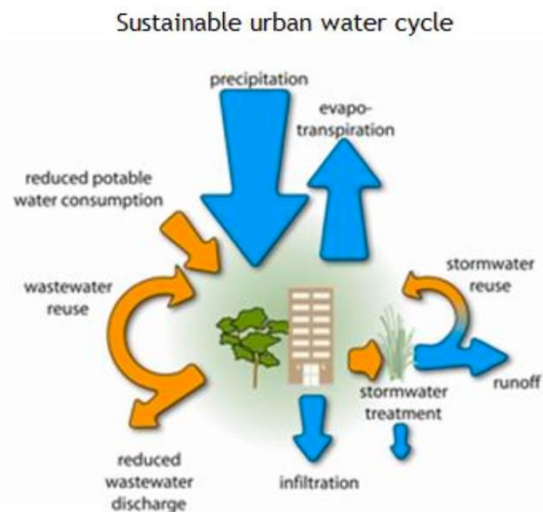 Sustainable urban water cycle
precipitation
evapo-
transpiration
reduced potable
water consumption
wastewater
reuse
stormwater
reuse
runoff
stormwater
treatment
reduced
wastewater
discharge
infiltration